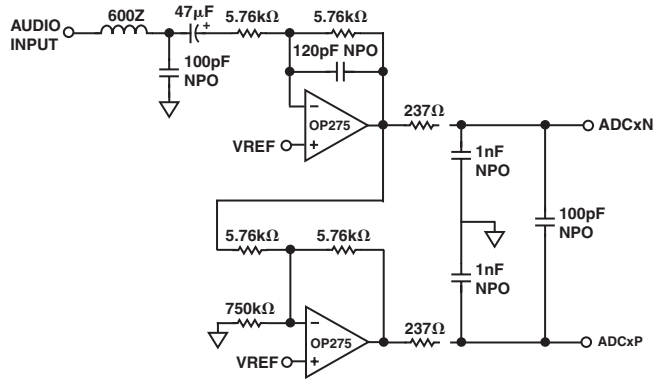 AUDIO
INPUT
600Z
47µF
+
5.76kΩ
5.76kΩ
120pF NPO
100pF
NPO
–
OP275
+
VREF
237Ω
ADCxN
1nF
NPO
100pF
NPO
5.76kΩ
5.76kΩ
1nF
NPO
750kΩ
–
OP275
+
VREF
237Ω
ADCxP